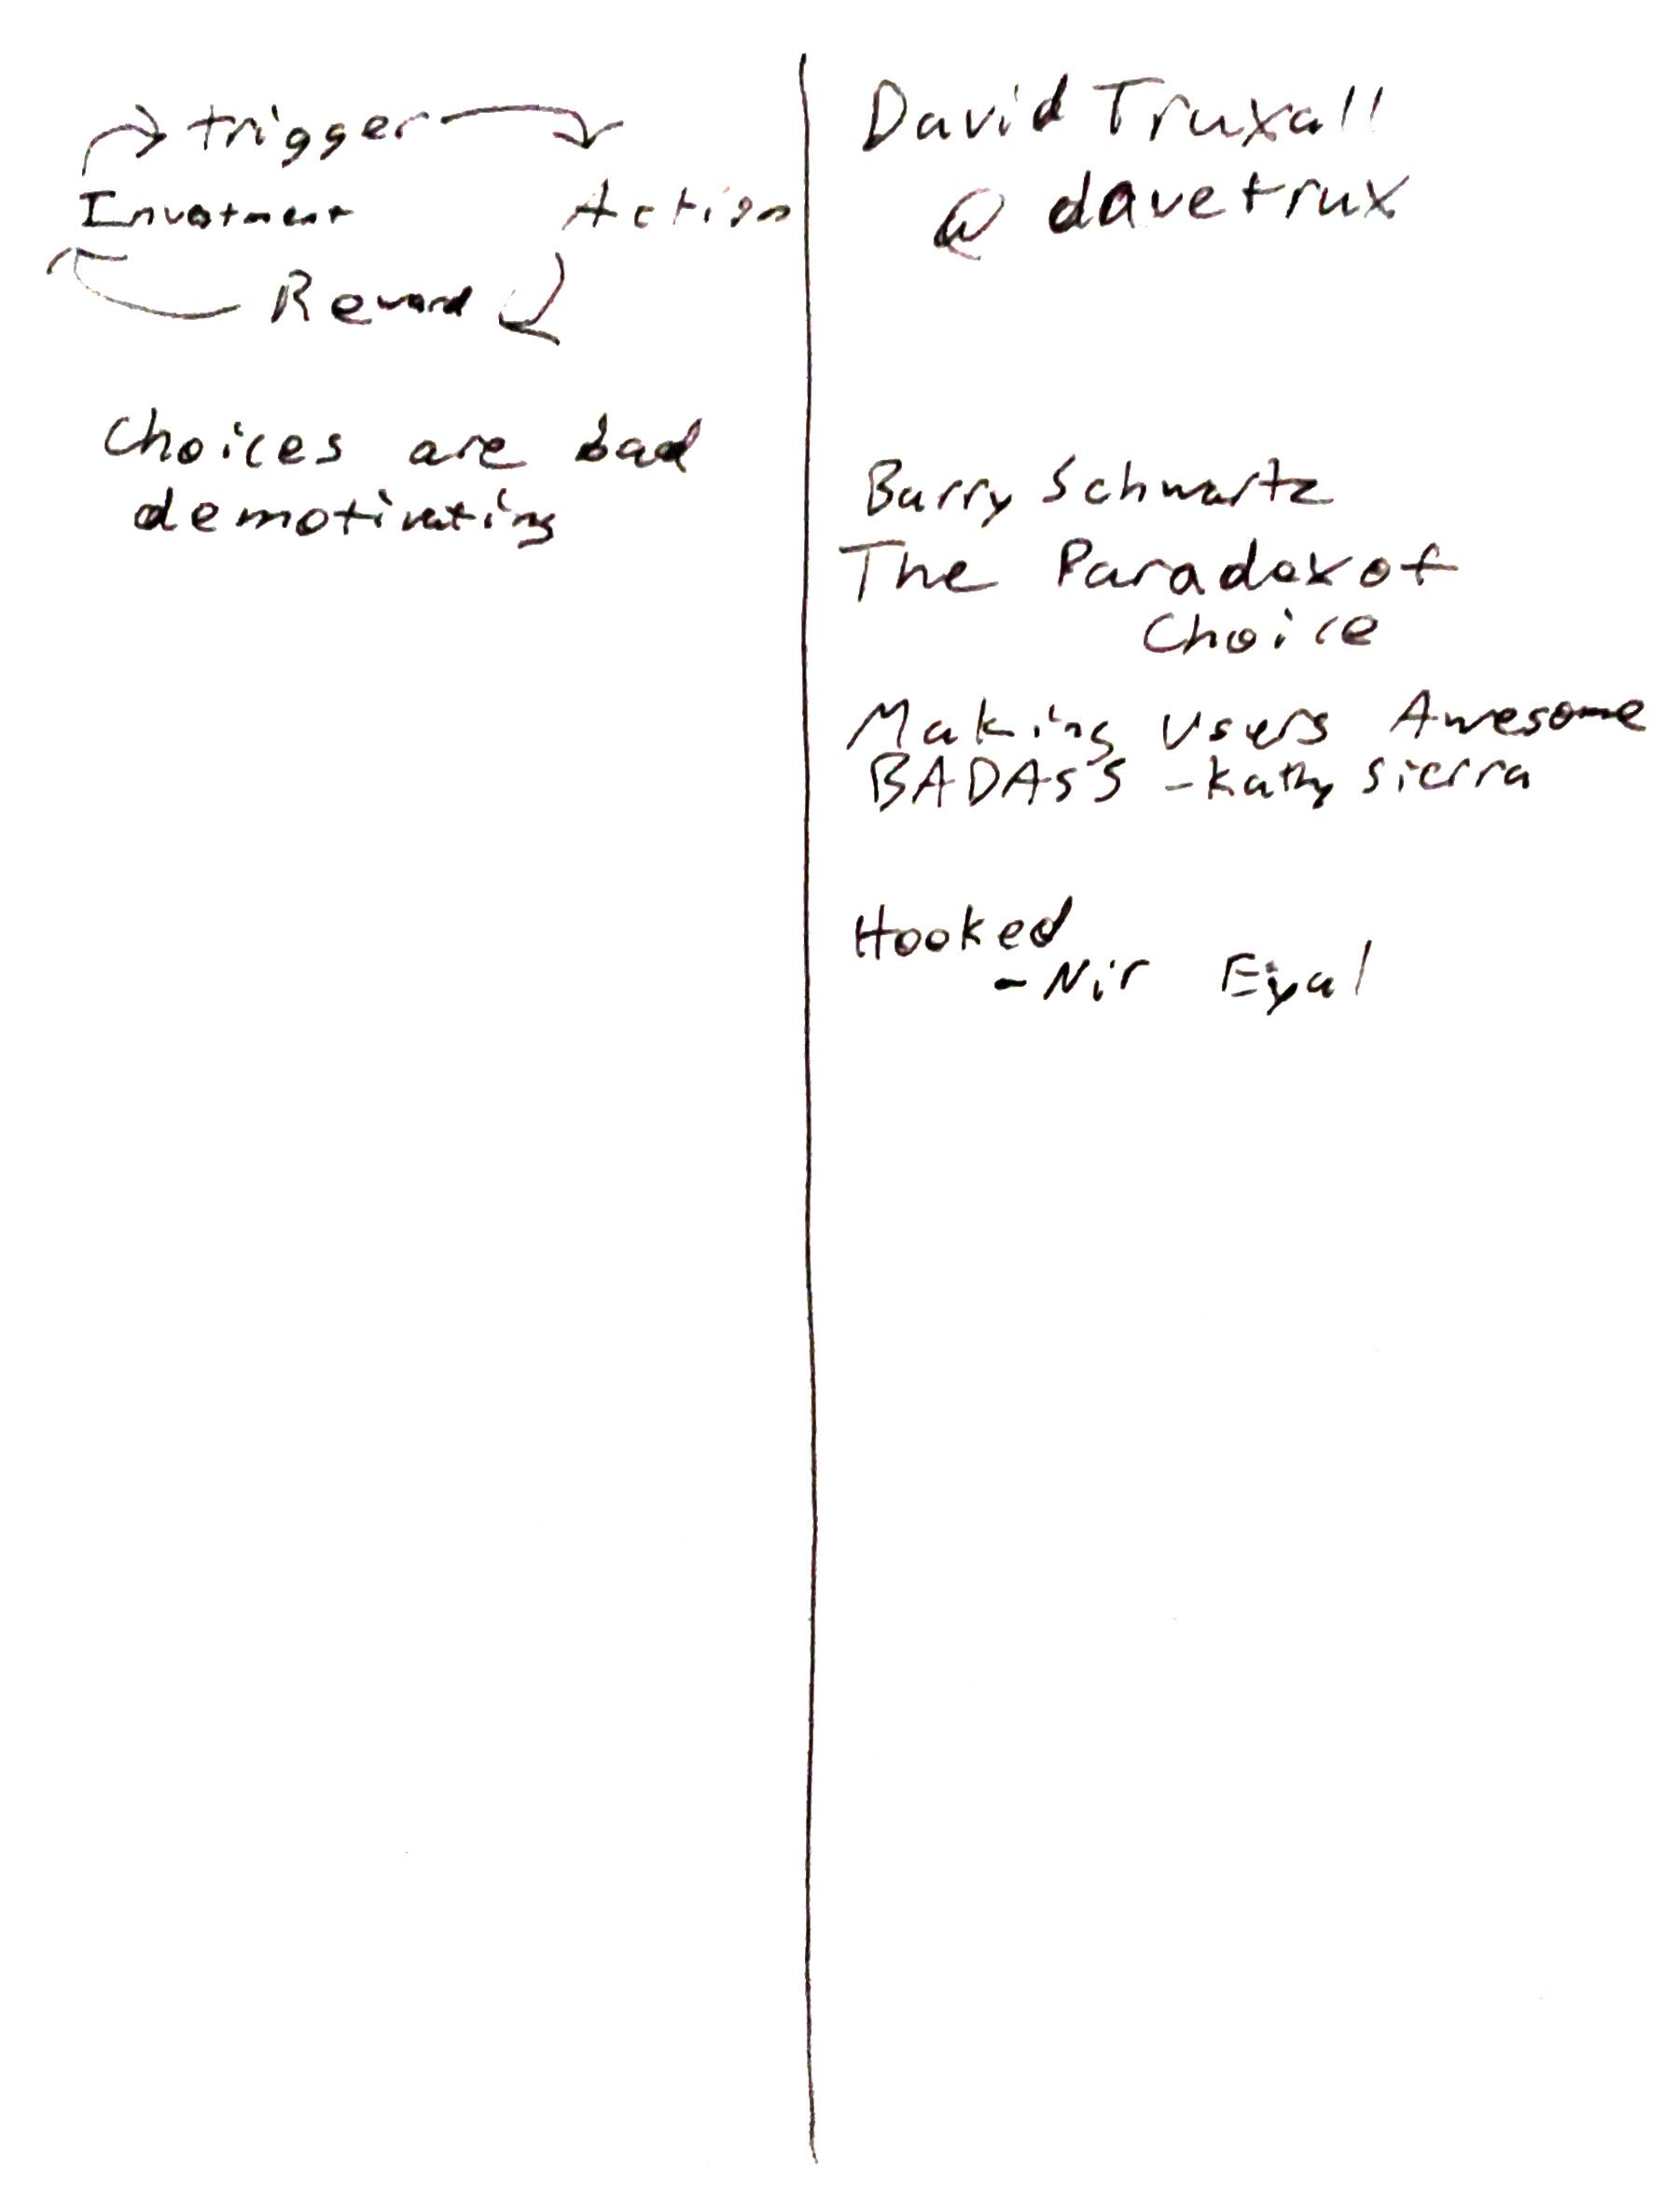 trigger
Investment Action
Reward
Choices are bad
demotivating
David Truxall
@davetrux
Barry Schwartz
The Paradox of
Choice
Making Users Awesome
BADASS - Kathy Sierra
Hooked
- Nir Eyal